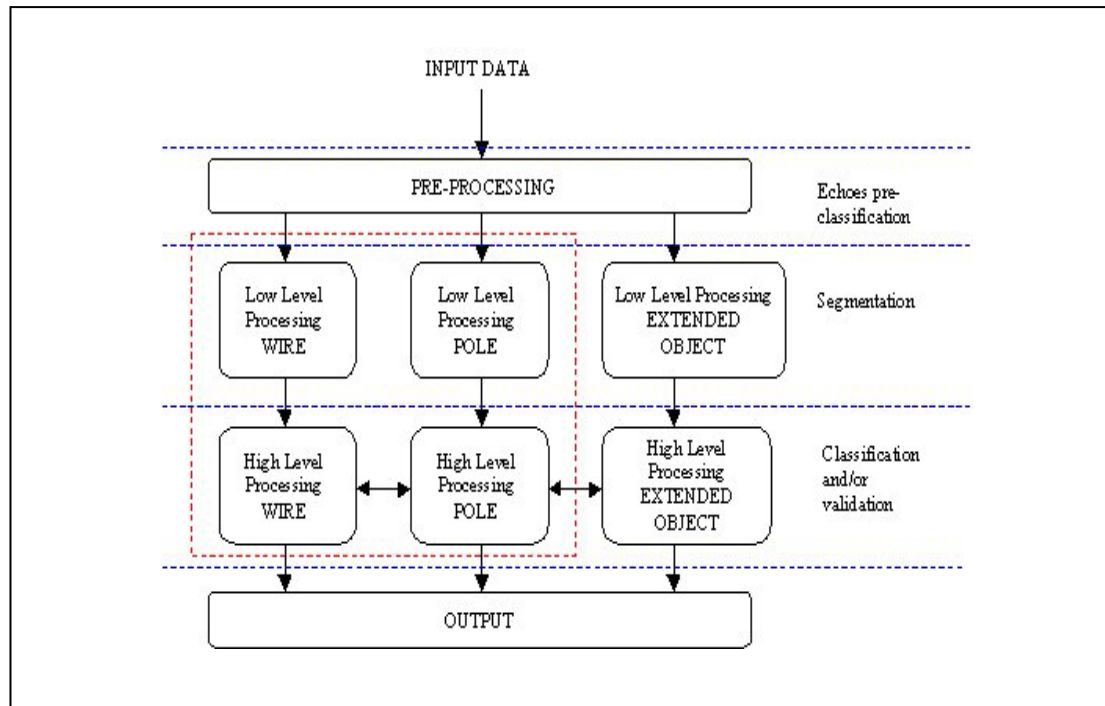 INPUT DATA
PRE-PROCESSING
Echoes pre-
classification
Low Level
Processing
WIRE
Low Level
Processing
POLE
Low Level Processing
EXTENDED
OBJECT
Segmentation
High Level
Processing
WIRE
High Level
Processing
POLE
High Level
Processing
EXTENDED
OBJECT
Classification
and/or
validation
OUTPUT